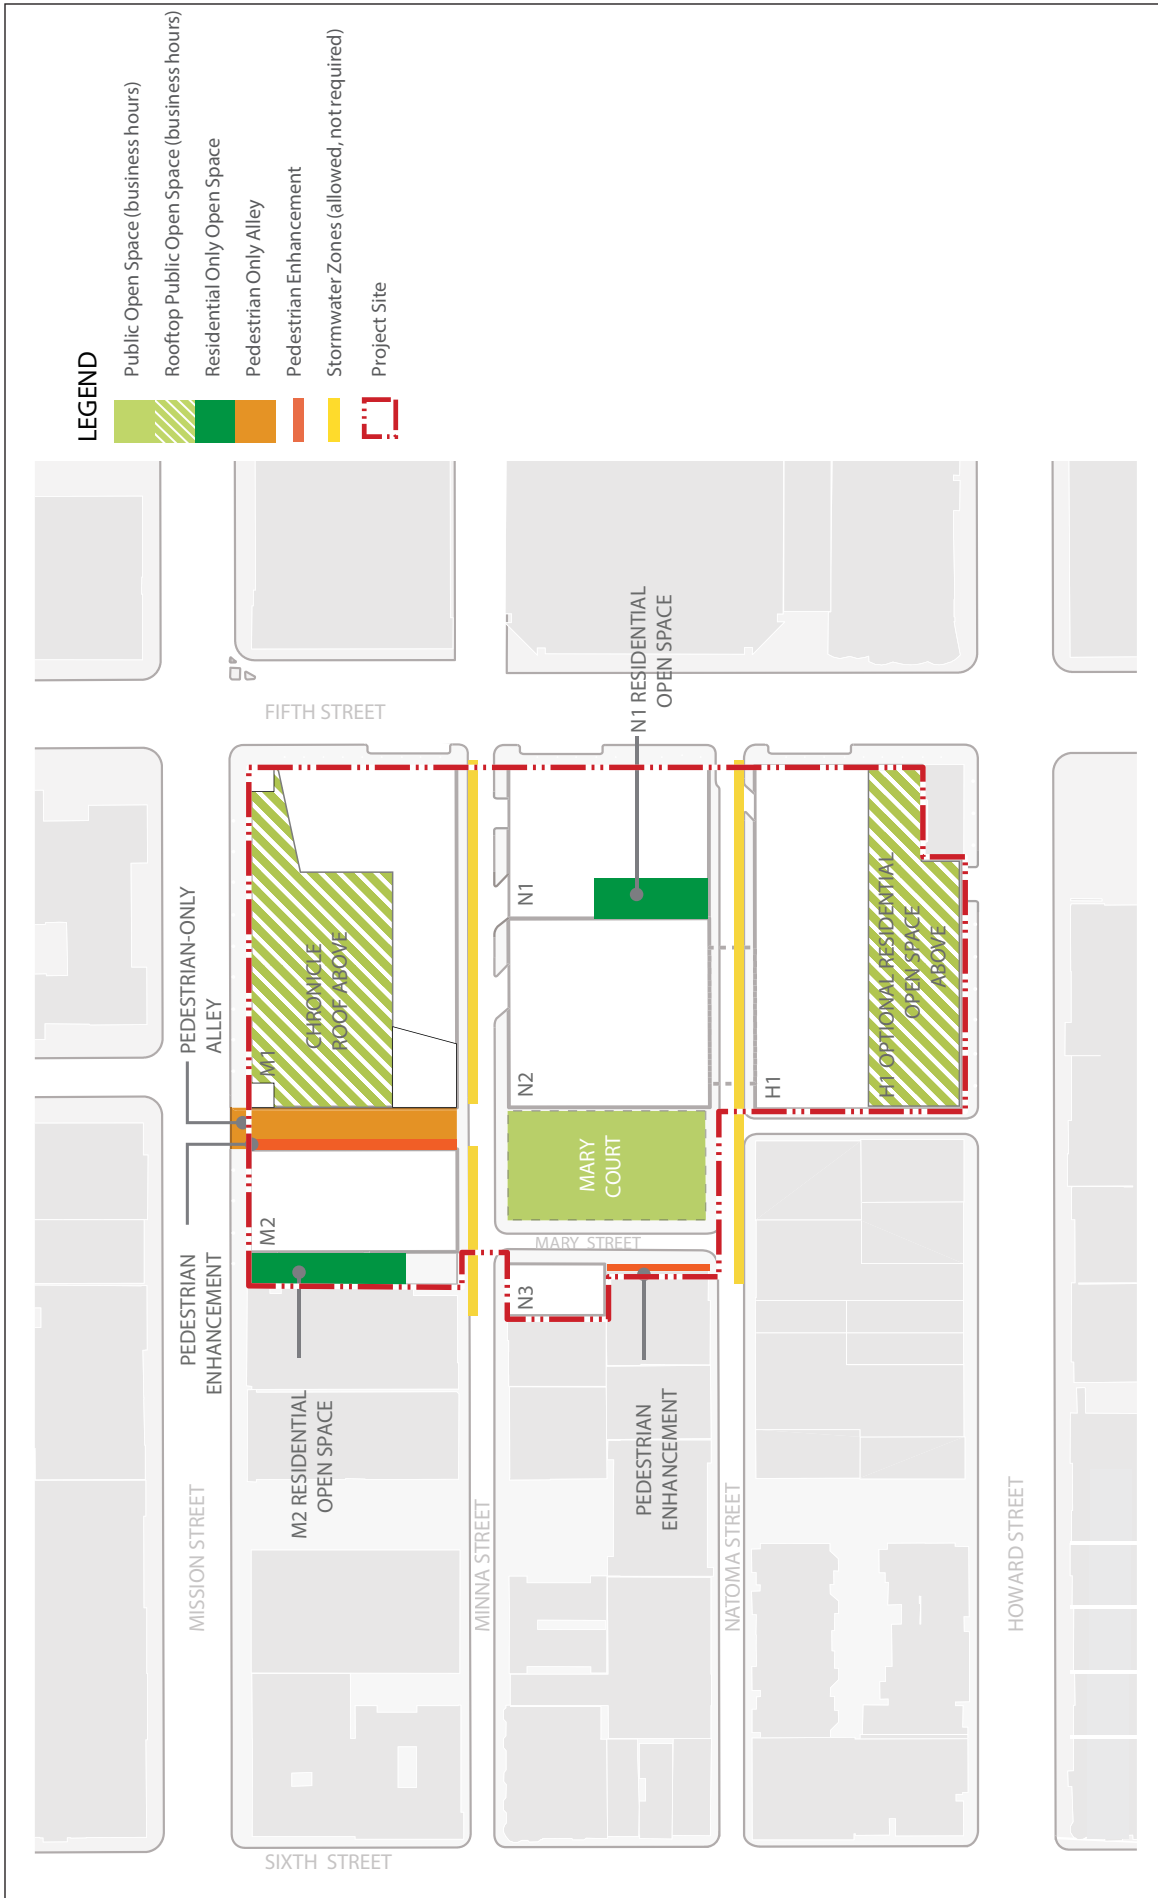 LEGEND
Public Open Space (business hours)
Rooftop Public Open Space (business hours)
Residential Only Open Space
Pedestrian Only Alley
Pedestrian Enhancement
Stormwater Zones (allowed, not required)
Project Site
MISSION STREET
PEDESTRIAN
ENHANCEMENT
PEDESTRIAN-ONLY
ALLEY
SIXTH STREET
FIFTH STREET
M2 RESIDENTIAL
OPEN SPACE
M2
M1
CHRONICLE
ROOF ABOVE
MINNA STREET
N3
MARY STREET
MARY
COURT
N2
N1
N1 RESIDENTIAL
OPEN SPACE
PEDESTRIAN
ENHANCEMENT
NATOMA STREET
H1
H1 OPTIONAL RESIDENTIAL
OPEN SPACE
ABOVE
HOWARD STREET